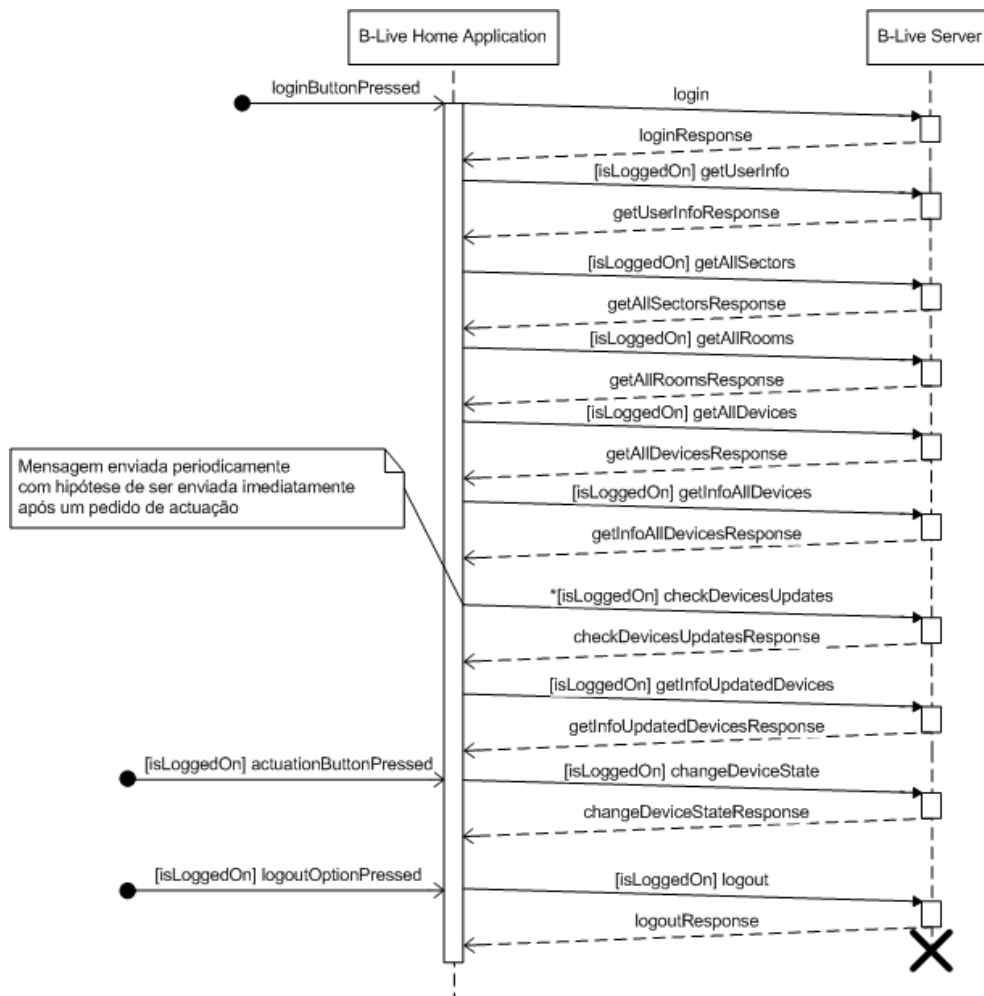 B-Live Home Application
B-Live Server
loginButtonPressed
login
loginResponse
[isLoggedOn] getUserInfo
getUserInfoResponse
[isLoggedOn] getAllSectors
getAllSectorsResponse
[isLoggedOn] getAllRooms
getAllRoomsResponse
[isLoggedOn] getAllDevices
getAllDevicesResponse
Mensagem enviada periodicamente
com hipótese de ser enviada imediatamente
após um pedido de actuação
[isLoggedOn] getInfoAllDevices
getInfoAllDevicesResponse
*[isLoggedOn] checkDevicesUpdates
checkDevicesUpdatesResponse
[isLoggedOn] getInfoUpdatedDevices
getInfoUpdatedDevicesResponse
[isLoggedOn] actuationButtonPressed
[isLoggedOn] changeDeviceState
changeDeviceStateResponse
[isLoggedOn] logoutOptionPressed
[isLoggedOn] logout
logoutResponse